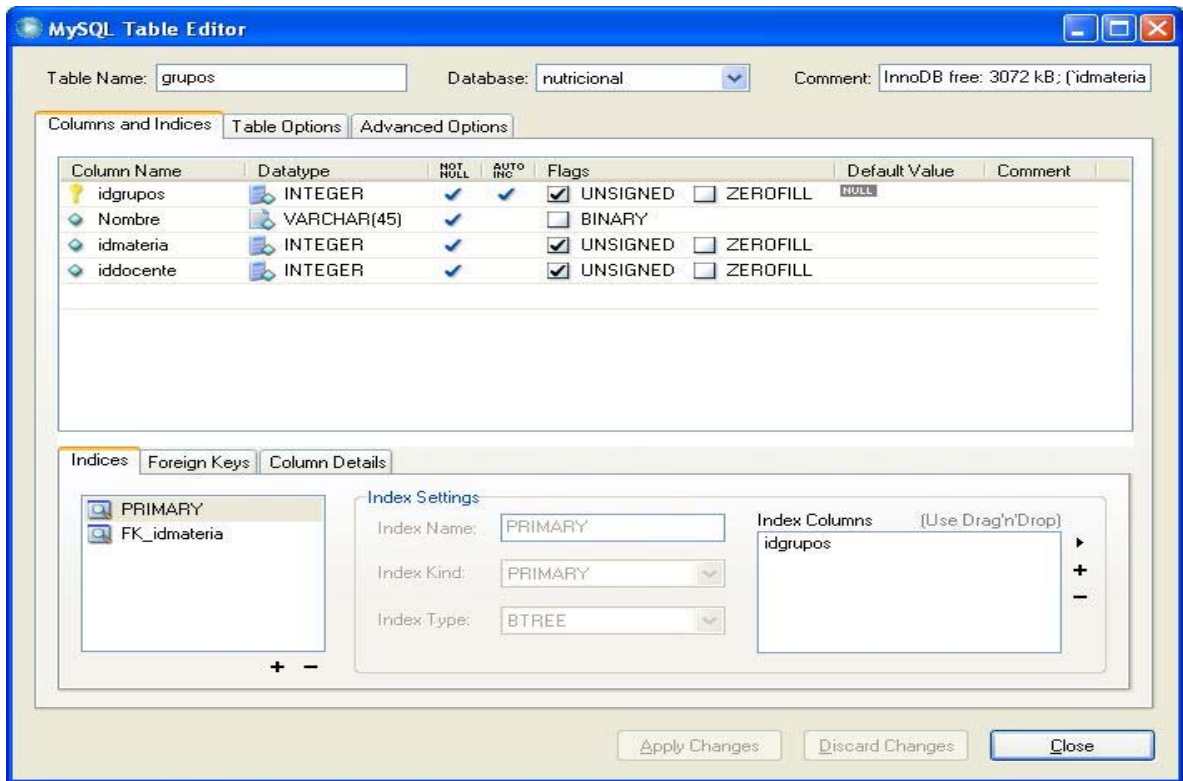 MySQL Table Editor
Table Name: grupos Database: nutricional Comment: InnoDB free: 3072 kB; (`idmateria
Columns and Indices Table Options Advanced Options
Column Name Datatype NOT NULL AUTO INC Flags Default Value Comment
idgrupos INTEGER UNSIGNED ZEROFILL NULL
Nombre VARCHAR(45) BINARY
idmateria INTEGER UNSIGNED ZEROFILL
iddocente INTEGER UNSIGNED ZEROFILL
Indices Foreign Keys Column Details
PRIMARY
FK_idmateria
Index Settings
Index Name: PRIMARY
Index Kind: PRIMARY
Index Type: BTREE
Index Columns (Use Drag'n'Drop)
idgrupos
Apply Changes Discard Changes Close